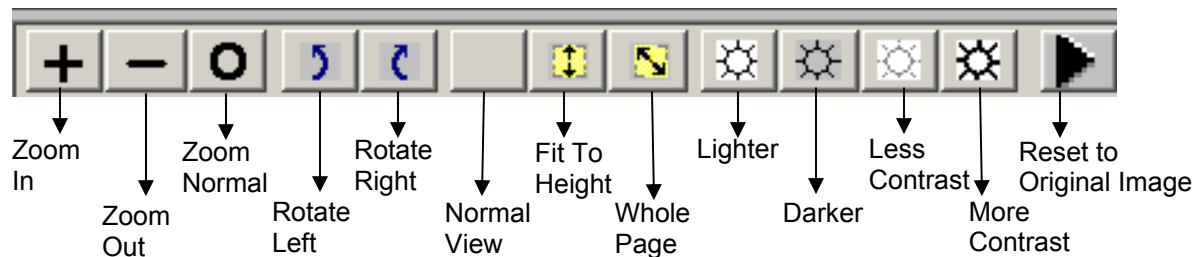 Zoom
In
Zoom
Out
Zoom
Normal
Rotate
Left
Rotate
Right
Normal
View
Fit To
Height
Whole
Page
Lighter
Darker
Less
Contrast
More
Contrast
Reset to
Original Image